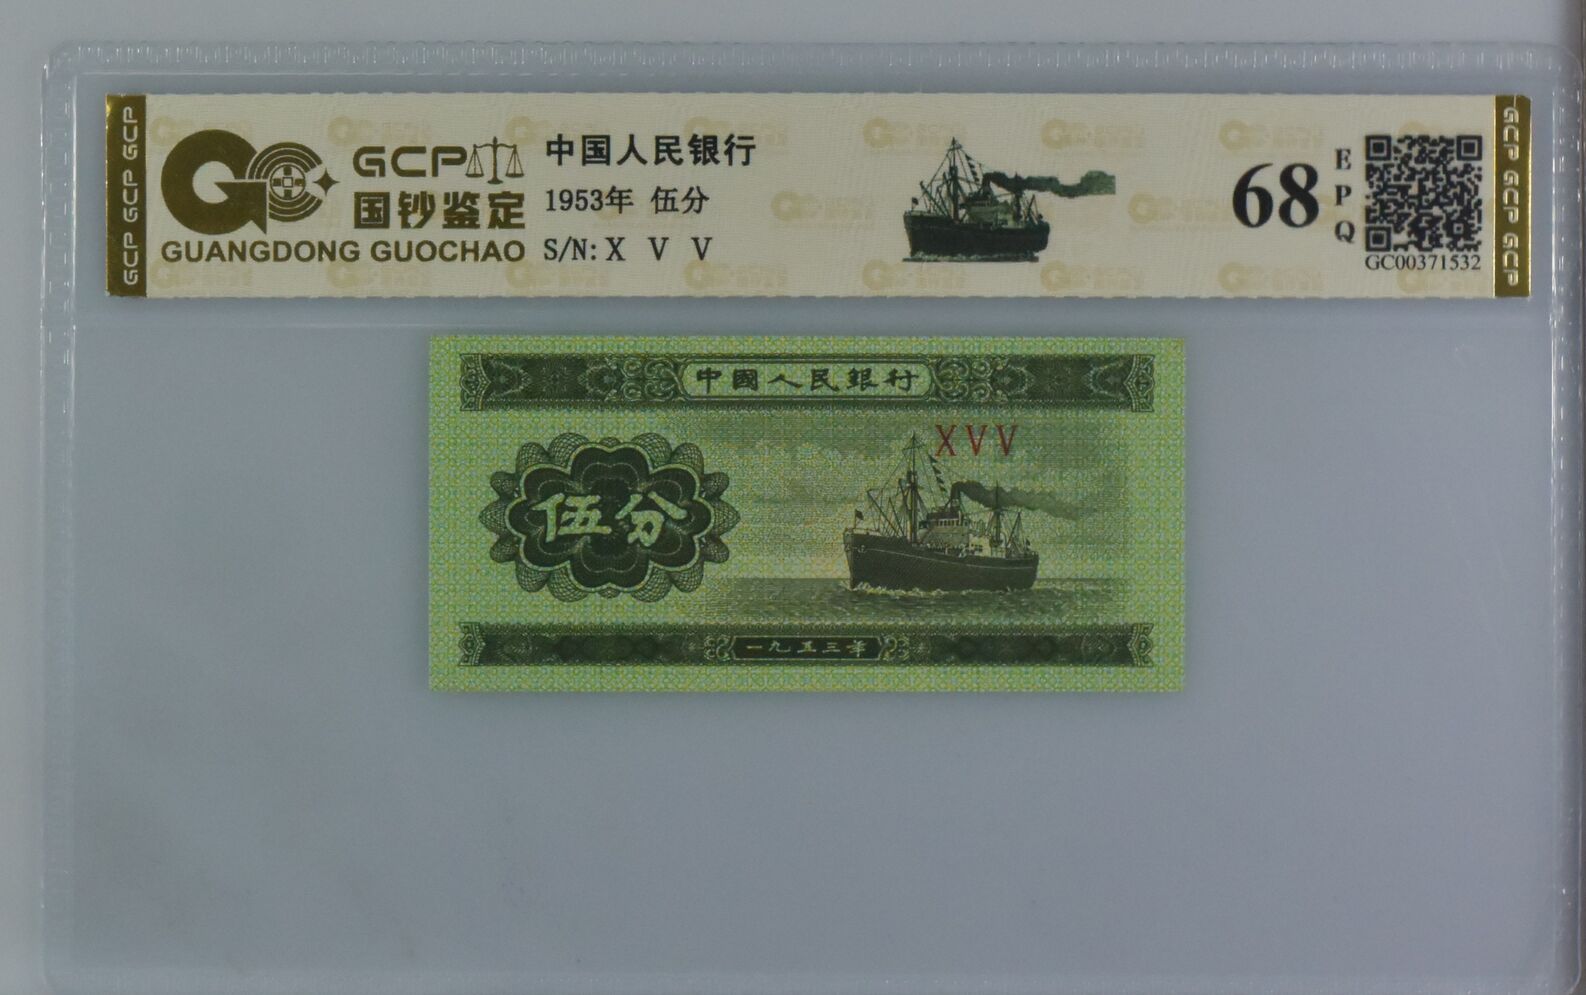 GCP GCP GCP
GCP
国钞鉴定
GUANGDONG GUOCHAO
中国人民银行
1953年 伍分
S/N: X V V
68
E
P
Q
GC00371532
GCP GCP GCP
中國人民銀行
XVV
伍分
一九五三年